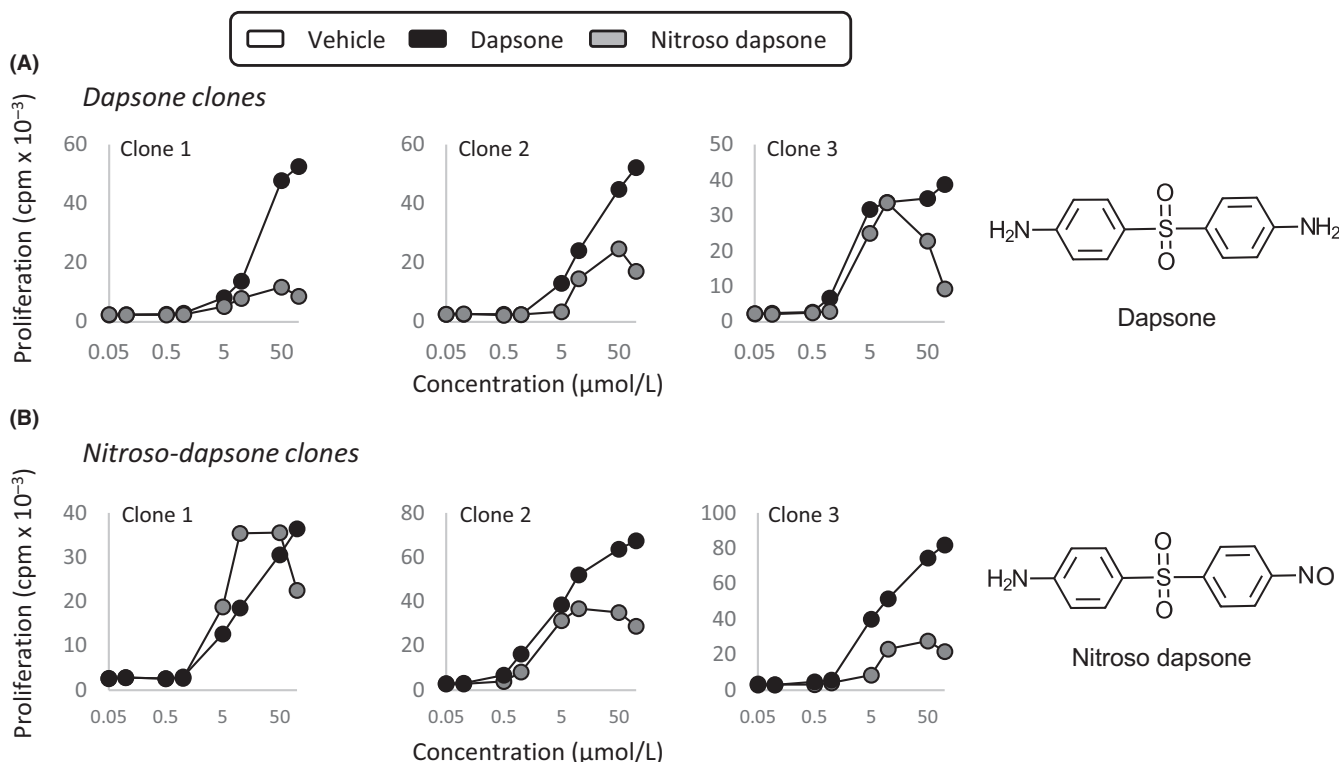 Vehicle Dapsone Nitroso dapsone
(A)
Dapsone clones
Proliferation (cpm x 10⁻³)
Clone 1
60
40
20
0
0.05 0.5 5 50
Clone 2
60
40
20
0
0.05 0.5 5 50
Clone 3
50
40
30
20
10
0
0.05 0.5 5 50
Concentration (µmol/L)
H₂N
O
S
O
NH₂
Dapsone
(B)
Nitroso-dapsone clones
Proliferation (cpm x 10⁻³)
Clone 1
40
30
20
10
0
0.05 0.5 5 50
Clone 2
80
60
40
20
0
0.05 0.5 5 50
Clone 3
100
80
60
40
20
0
0.05 0.5 5 50
Concentration (µmol/L)
H₂N
O
S
O
NO
Nitroso dapsone